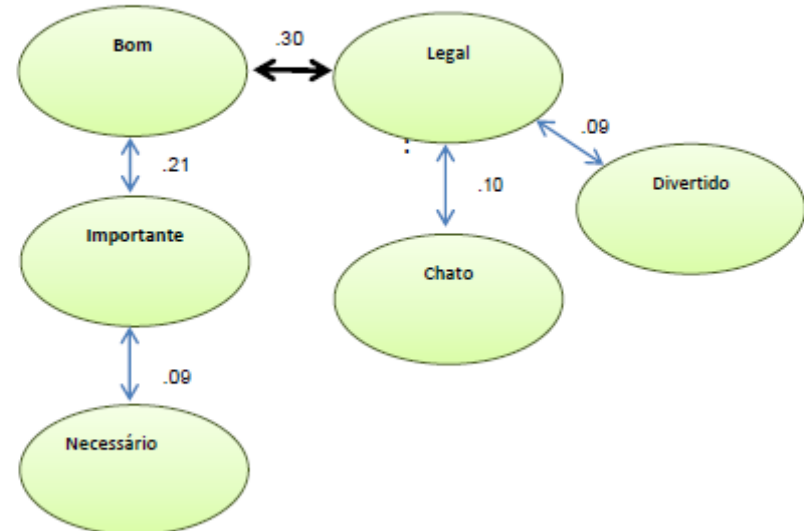 Bom
.30
Legal
.09
.21
.10
Divertido
Importante
Chato
.09
Necessário